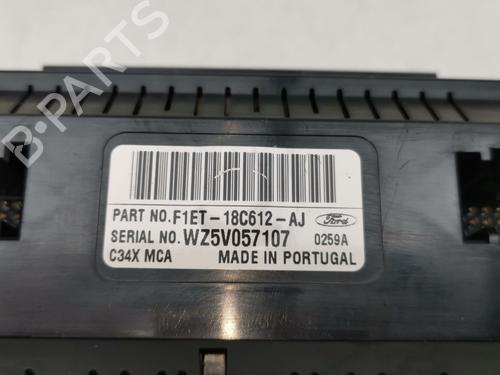 B-PARTS
PART NO. F1ET-18C612-AJ Ford
SERIAL NO. WZ5V057107 0259A
C34X MCA MADE IN PORTUGAL